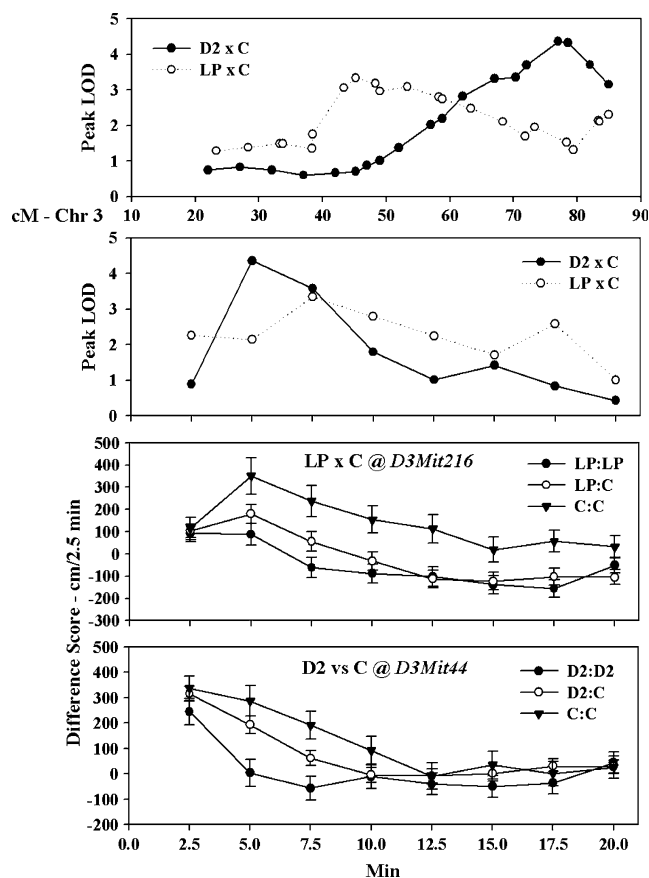 5
D2 x C
LP x C
4
3
2
1
0
Peak LOD
10 20 30 40 50 60 70 80 90
cM - Chr 3
5
D2 x C
LP x C
4
3
2
1
0
Peak LOD
500
400
300
200
100
0
-100
-200
-300
LP x C @ D3Mit216
LP:LP
LP:C
C:C
Difference Score - cm/2.5 min
500
400
300
200
100
0
-100
-200
D2 vs C @ D3Mit44
D2:D2
D2:C
C:C
0.0 2.5 5.0 7.5 10.0 12.5 15.0 17.5 20.0
Min